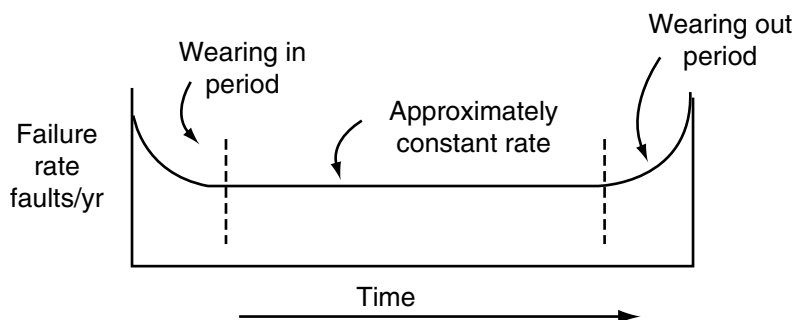 Wearing in
period
Wearing out
period
Approximately
constant rate
Failure
rate
faults/yr
Time